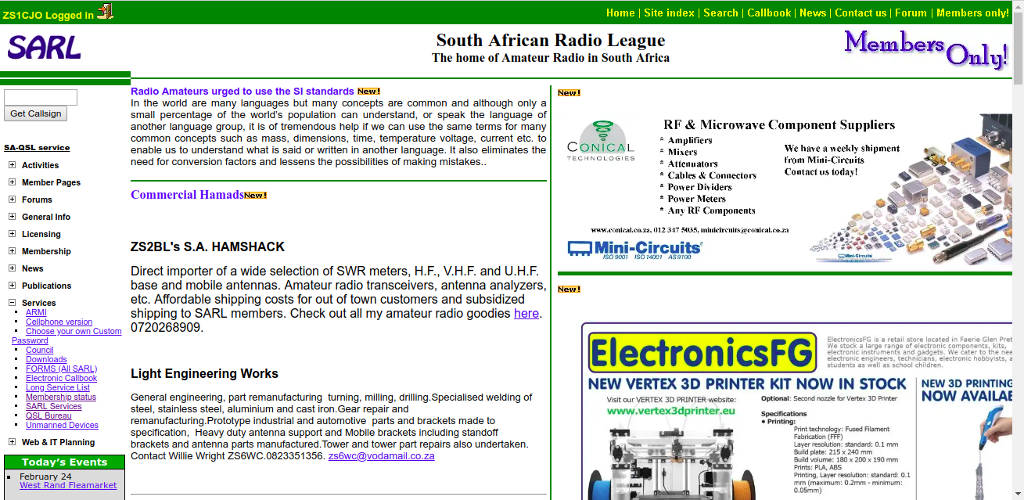 ZS1CJO Logged In
Home | Site index | Search | Callbook | News | Contact us | Forum | Members only!
SARL
South African Radio League
The home of Amateur Radio in South Africa
Members Only!
Get Callsign
SA-QSL service
Activities
Member Pages
Forums
General Info
Licensing
Membership
News
Publications
Services
ARMI
Cellphone version
Choose your own Custom
Password
Council
Downloads
FORMS (All SARL)
Electronic Callbook
Long Service List
Membership status
SARL Services
QSL Bureau
Unmanned Devices
Web & IT Planning
Today's Events
February 24
West Rand Fleamarket
Radio Amateurs urged to use the SI standards New!
In the world are many languages but many concepts are common and although only a
small percentage of the world's population can understand, or speak the language of
another language group, it is of tremendous help if we can use the same terms for many
common concepts such as mass, dimensions, time, temperature voltage, current etc. to
enable us to understand what is said or written in another language. It also eliminates the
need for conversion factors and lessens the possibilities of making mistakes..
Commercial Hamads New!
ZS2BL's S.A. HAMSHACK
Direct importer of a wide selection of SWR meters, H.F., V.H.F. and U.H.F.
base and mobile antennas. Amateur radio transceivers, antenna analyzers,
etc. Affordable shipping costs for out of town customers and subsidized
shipping to SARL members. Check out all my amateur radio goodies here.
0720268909.
Light Engineering Works
General engineering, part remanufacturing  turning, milling, drilling.Specialised welding of
steel, stainless steel, aluminium and cast iron.Gear repair and
remanufacturing.Prototype industrial and automotive  parts and brackets made to
specification,  Heavy duty antenna support and Mobile brackets including standoff
brackets and antenna parts manufactured.Tower and tower part repairs also undertaken.
Contact Willie Wright ZS6WC.0823351356. zs6wc@vodamail.co.za
New!
CONICAL
TECHNOLOGIES
RF & Microwave Component Suppliers
* Amplifiers
* Mixers
* Attenuators
* Cables & Connectors
* Power Dividers
* Power Meters
* Any RF Components
We have a weekly shipment
from Mini-Circuits
Contact us today!
www.conical.co.za, 012 347 5035, minicircuits@conical.co.za
Mini-Circuits
ISO 9001 ISO 14001 AS9100
Mini-Circuits
New!
ElectronicsFG
ElectronicsFG is a retail store located in Faerie Glen Pret
We stock a large range of electronic components, kits,
electronic instruments and gadgets. We cater to the nee
electronic engineers, technicians, electronic hobbyists, a
students as well as school children.
NEW VERTEX 3D PRINTER KIT NOW IN STOCK
Visit our VERTEX 3D PRINTER website:
www.vertex3dprinter.eu
Optional: Second nozzle for Vertex 3D Printer
Specifications
• Printing:
Print technology: Fused Filament
Fabrication (FFF)
Layer resolution: standard: 0.1 mm
Build plate: 215 x 240 mm
Build volume: 180 x 200 x 190 mm
Prints: PLA, ABS
Printing, Layer resolution: standard: 0.1
mm (maximum: 0.2mm - minimum:
0.05mm)
NEW 3D PRINTING
NOW AVAILAB